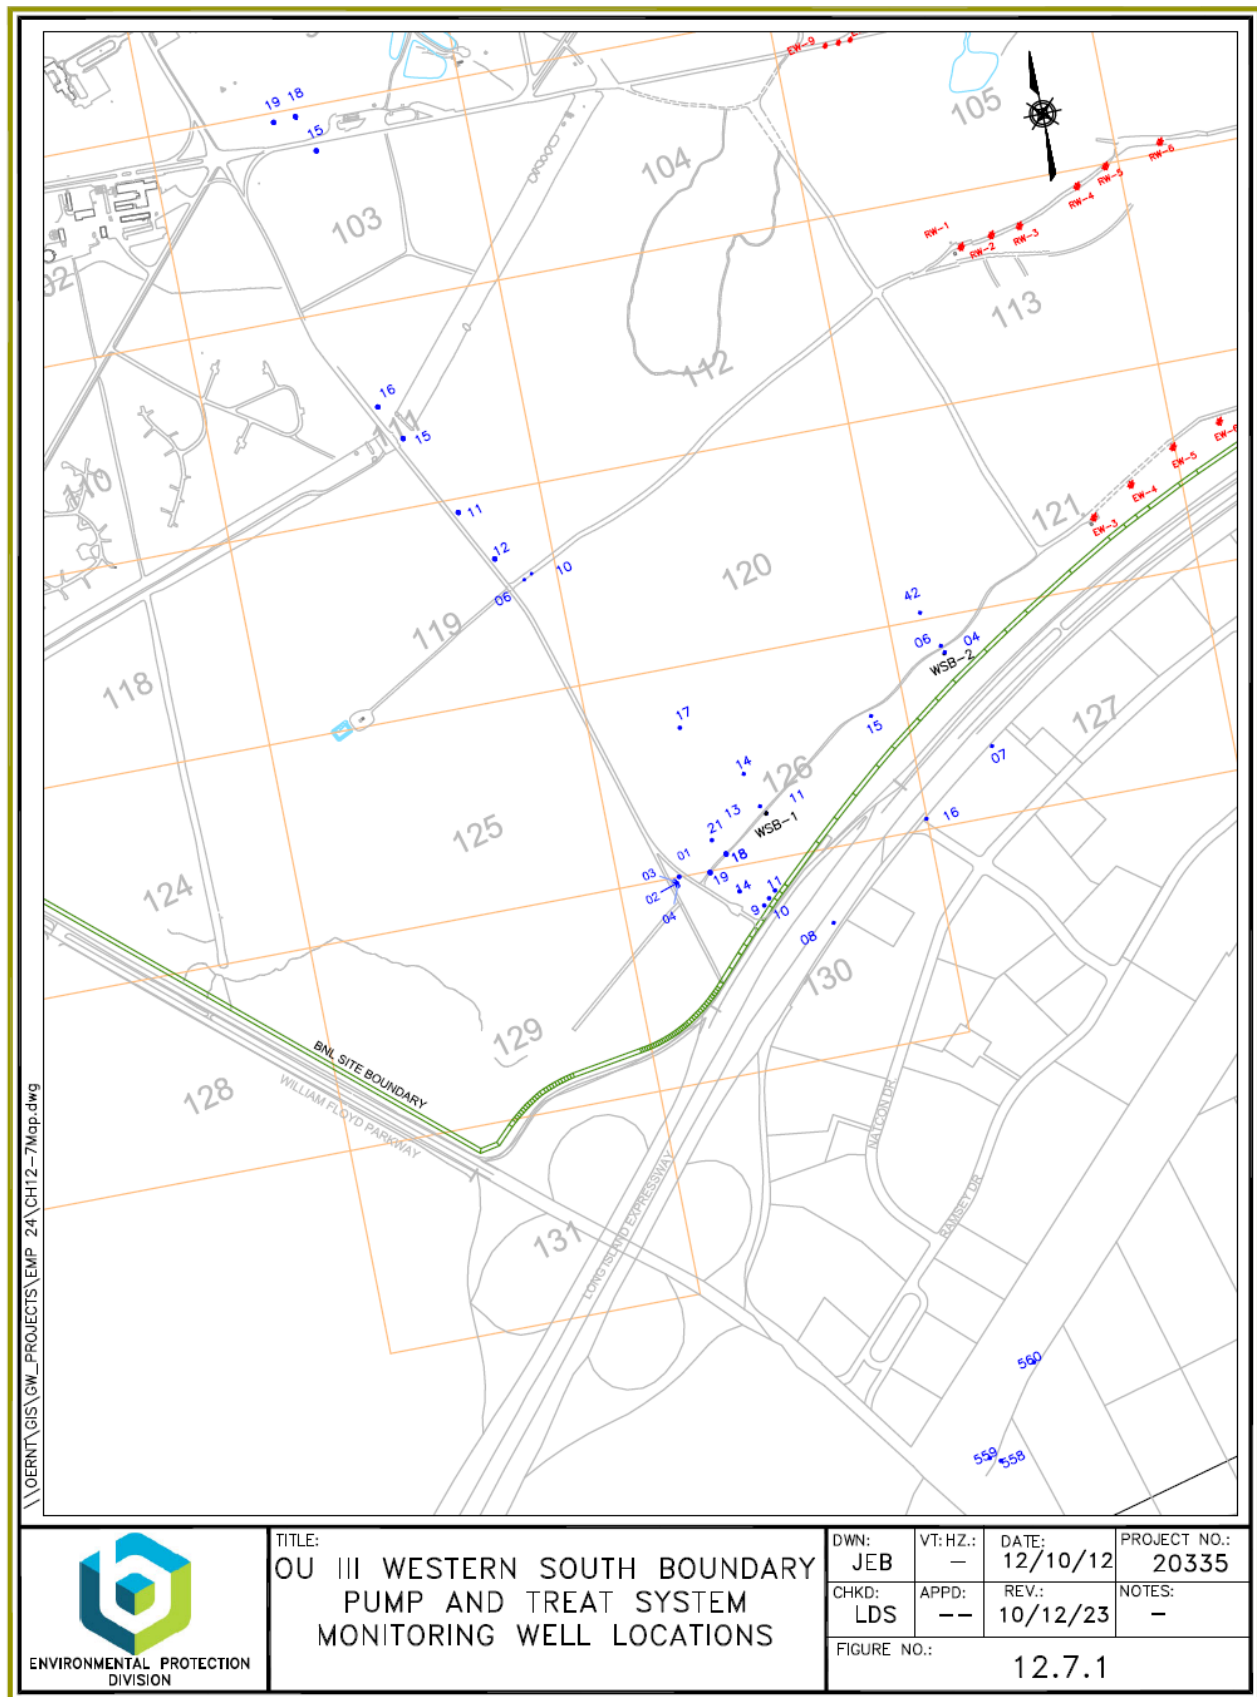 EW-9
105
19
18
15
104
103
RW-6
RW-5
RW-4
RW-3
RW-2
RW-1
02
113
112
16
111
15
110
EW-6
EW-5
EW-4
EW-3
121
11
12
10
06
120
119
42
06
04
WSB-2
118
17
15
127
07
14
126
13
11
WSB-1
16
125
21
18
01
03
19
02
14
11
9
10
04
08
124
130
129
BNL SITE BOUNDARY
WILLIAM FLOYD PARKWAY
128
NATCON DR
RAMSEY DR
LONG ISLAND EXPRESSWAY
131
560
559
558
\\OERNT\GIS\GW_PROJECTS\EMP 24\CH12-7Map.dwg
ENVIRONMENTAL PROTECTION
DIVISION
TITLE:
OU III WESTERN SOUTH BOUNDARY
PUMP AND TREAT SYSTEM
MONITORING WELL LOCATIONS
DWN:
JEB
VT: HZ.:
—
DATE:
12/10/12
PROJECT NO.:
20335
CHKD:
LDS
APPD:
--
REV.:
10/12/23
NOTES:
-
FIGURE NO.:
12.7.1